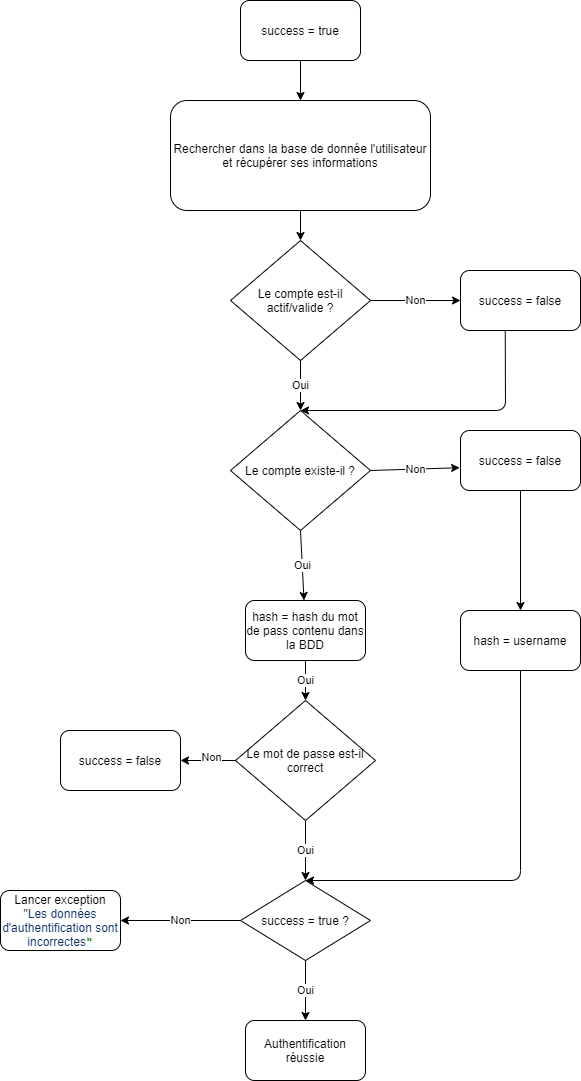 success = true
Rechercher dans la base de donnée l'utilisateur
et récupérer ses informations
Le compte est-il
actif/valide ?
Non
success = false
Oui
Le compte existe-il ?
Non
success = false
Oui
hash = hash du mot
de pass contenu dans
la BDD
hash = username
Oui
Le mot de passe est-il
correct
Non
success = false
Oui
success = true ?
Non
Lancer exception
"Les données
d'authentification sont
incorrectes"
Oui
Authentification
réussie